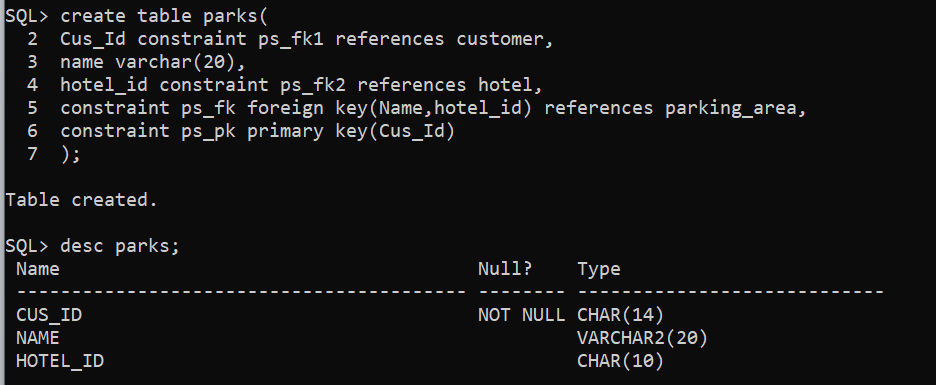 SQL> create table parks(
  2  Cus_Id constraint ps_fk1 references customer,
  3  name varchar(20),
  4  hotel_id constraint ps_fk2 references hotel,
  5  constraint ps_fk foreign key(Name,hotel_id) references parking_area,
  6  constraint ps_pk primary key(Cus_Id)
  7  );
Table created.
SQL> desc parks;
 Name                                      Null?    Type
 ----------------------------------------- -------- ----------------------------
 CUS_ID                                    NOT NULL CHAR(14)
 NAME                                               VARCHAR2(20)
 HOTEL_ID                                           CHAR(10)